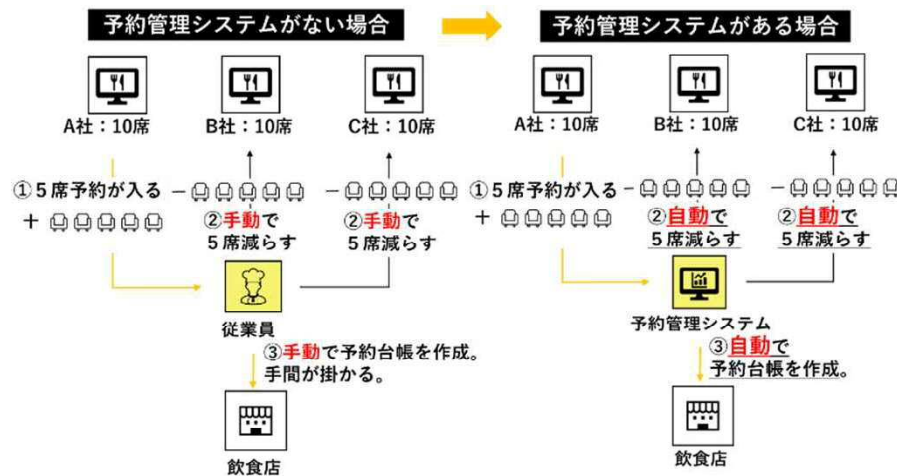 予約管理システムがない場合
A社：10席
B社：10席
C社：10席
①５席予約が入る
＋
－
②手動で
５席減らす
－
②手動で
５席減らす
従業員
③手動で予約台帳を作成。
手間が掛かる。
飲食店
予約管理システムがある場合
A社：10席
B社：10席
C社：10席
①５席予約が入る
＋
－
②自動で
５席減らす
－
②自動で
５席減らす
予約管理システム
③自動で
予約台帳を作成。
飲食店